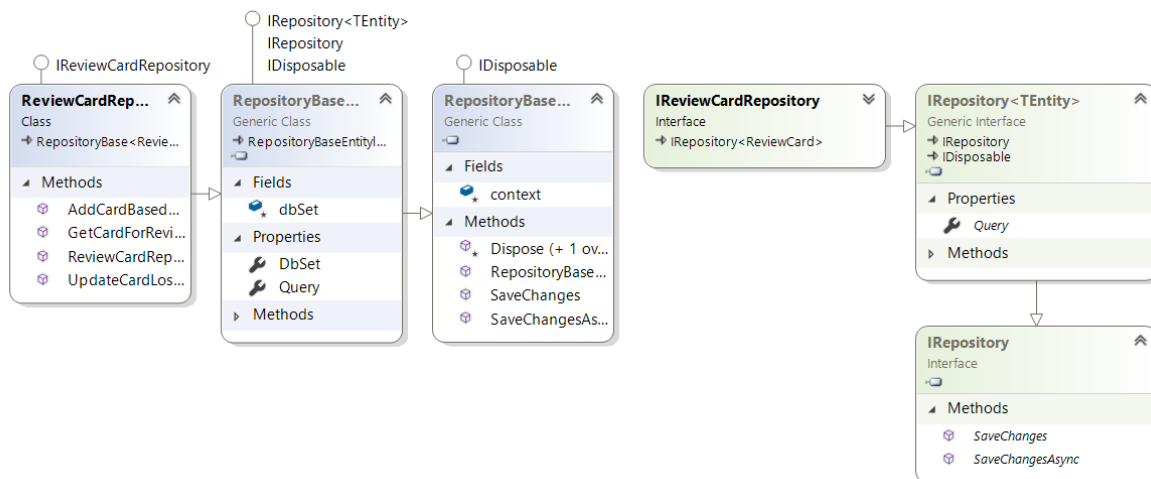 IReviewCardRepository
ReviewCardRep...
Class
RepositoryBase<Revie...
Methods
AddCardBased...
GetCardForRevi...
ReviewCardRep...
UpdateCardLos...
IRepository<TEntity>
IRepository
IDisposable
RepositoryBase...
Generic Class
RepositoryBaseEntityI...
Fields
dbSet
Properties
DbSet
Query
Methods
IDisposable
RepositoryBase...
Generic Class
Fields
context
Methods
Dispose (+ 1 ov...
RepositoryBase...
SaveChanges
SaveChangesAs...
IReviewCardRepository
Interface
IRepository<ReviewCard>
IRepository<TEntity>
Generic Interface
IRepository
IDisposable
Properties
Query
Methods
IRepository
Interface
Methods
SaveChanges
SaveChangesAsync